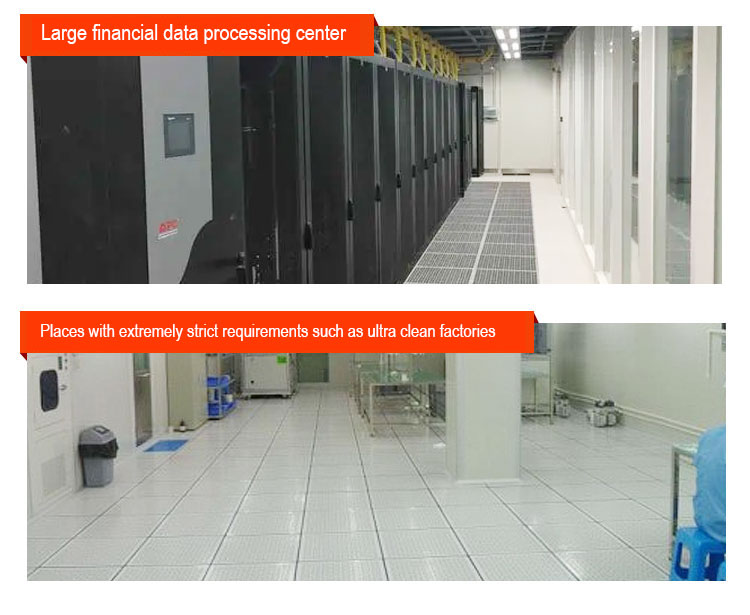 Large financial data processing center
APC
Places with extremely strict requirements such as ultra clean factories